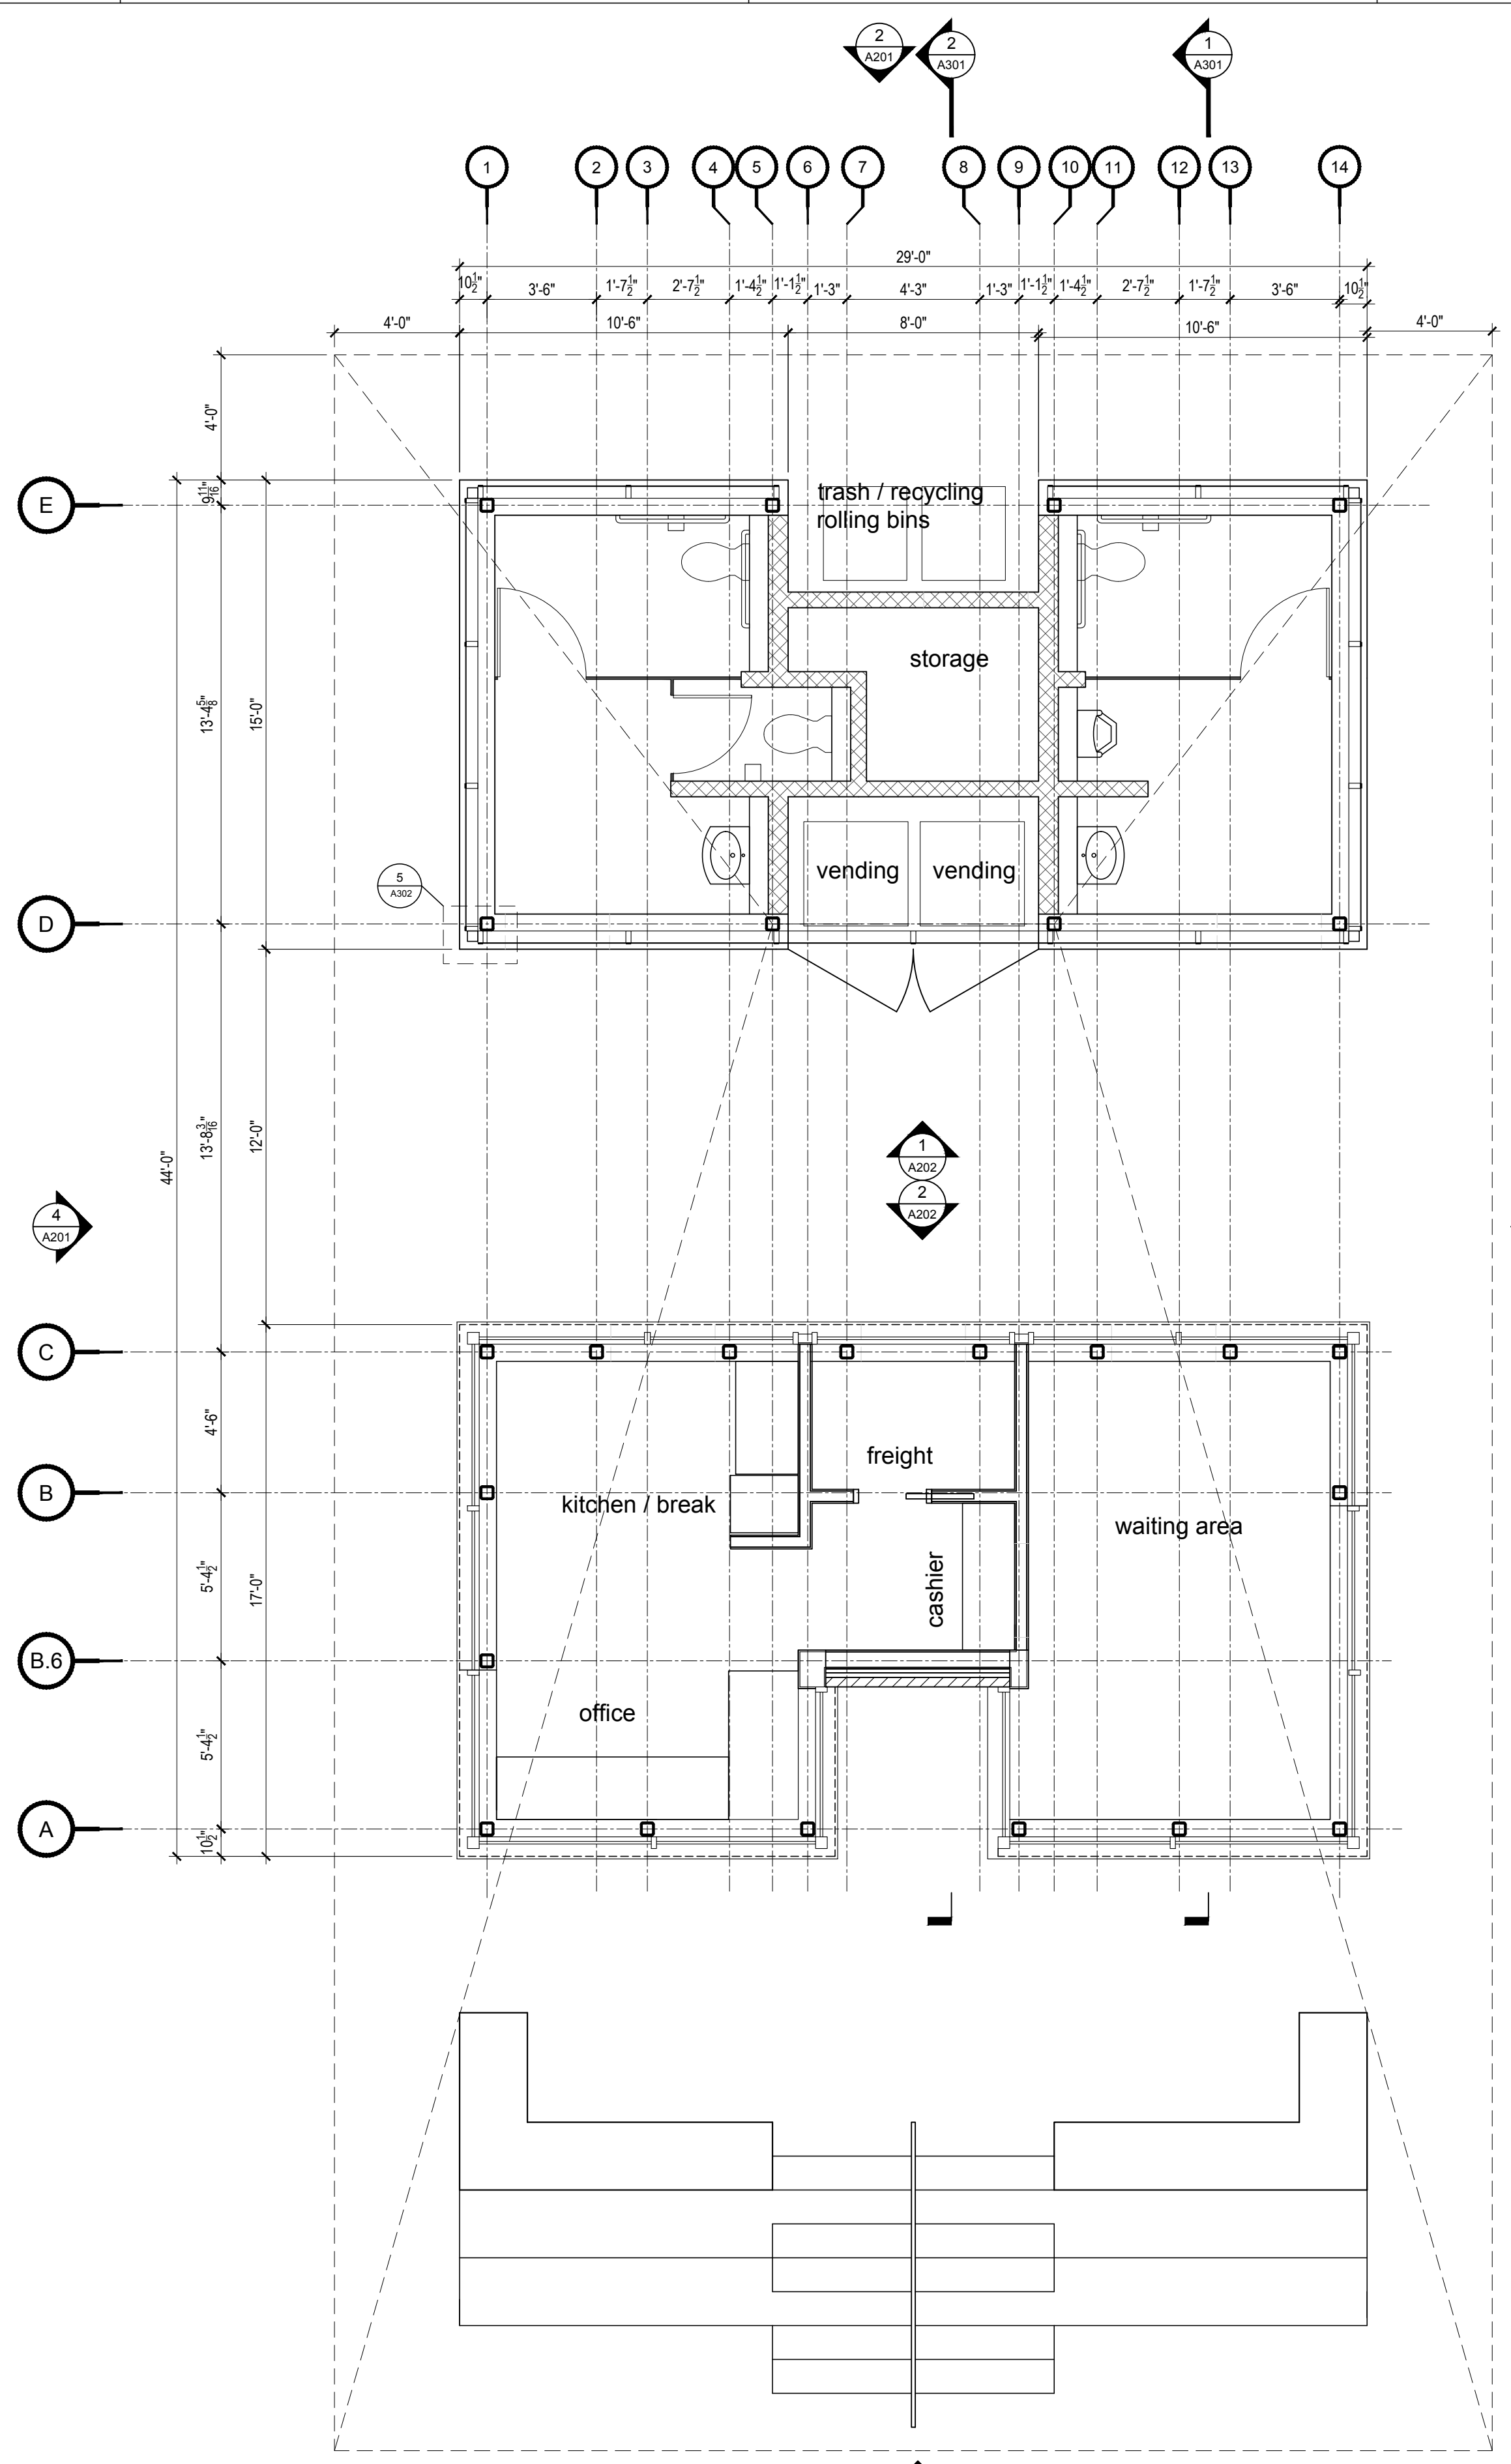 2
A201
2
A301
1
A301
1 2 3 4 5 6 7 8 9 10 11 12 13 14
29'-0"
10½" 3'-6" 1'-7½" 2'-7½" 1'-4½" 1'-1½" 1'-3" 4'-3" 1'-3" 1'-1½" 1'-4½" 2'-7½" 1'-7½" 3'-6" 10½"
4'-0" 10'-6" 8'-0" 10'-6" 4'-0"
4'-0"
9 11/16"
E
trash / recycling
rolling bins
storage
13'-4 5/8"
15'-0"
vending vending
5
A302
D
13'-8 3/16"
12'-0"
44'-0"
1
A202
2
A202
4
A201
C
4'-6"
freight
B
kitchen / break
waiting area
5'-4½"
17'-0"
cashier
B.6
office
5'-4½"
A
10½"